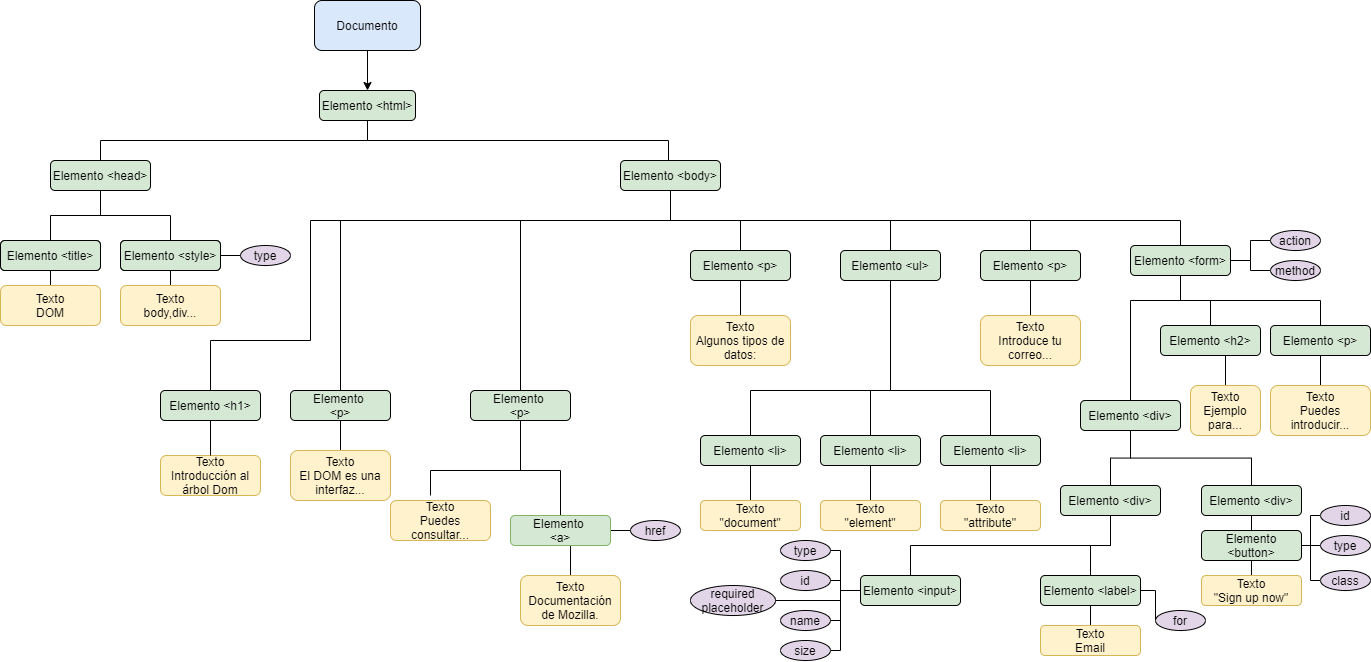 Documento
Elemento <html>
Elemento <head>
Elemento <body>
Elemento <title>
Elemento <style>
type
Texto
DOM
Texto
body,div...
Elemento <p>
Elemento <ul>
Elemento <p>
Elemento <form>
action
method
Texto
Algunos tipos de
datos:
Texto
Introduce tu
correo...
Elemento <h2>
Elemento <p>
Elemento <h1>
Elemento
<p>
Elemento
<p>
Elemento <div>
Texto
Ejemplo
para...
Texto
Puedes
introducir...
Texto
Introducción al
árbol Dom
Texto
El DOM es una
interfaz...
Elemento <li>
Elemento <li>
Elemento <li>
Texto
Puedes
consultar...
Elemento
<a>
href
Texto
"document"
Texto
"element"
Texto
"attribute"
Elemento <div>
Elemento <div>
Elemento
<button>
id
type
class
Texto
Documentación
de Mozilla.
type
id
required
placeholder
name
size
Elemento <input>
Elemento <label>
for
Texto
"Sign up now"
Texto
Email